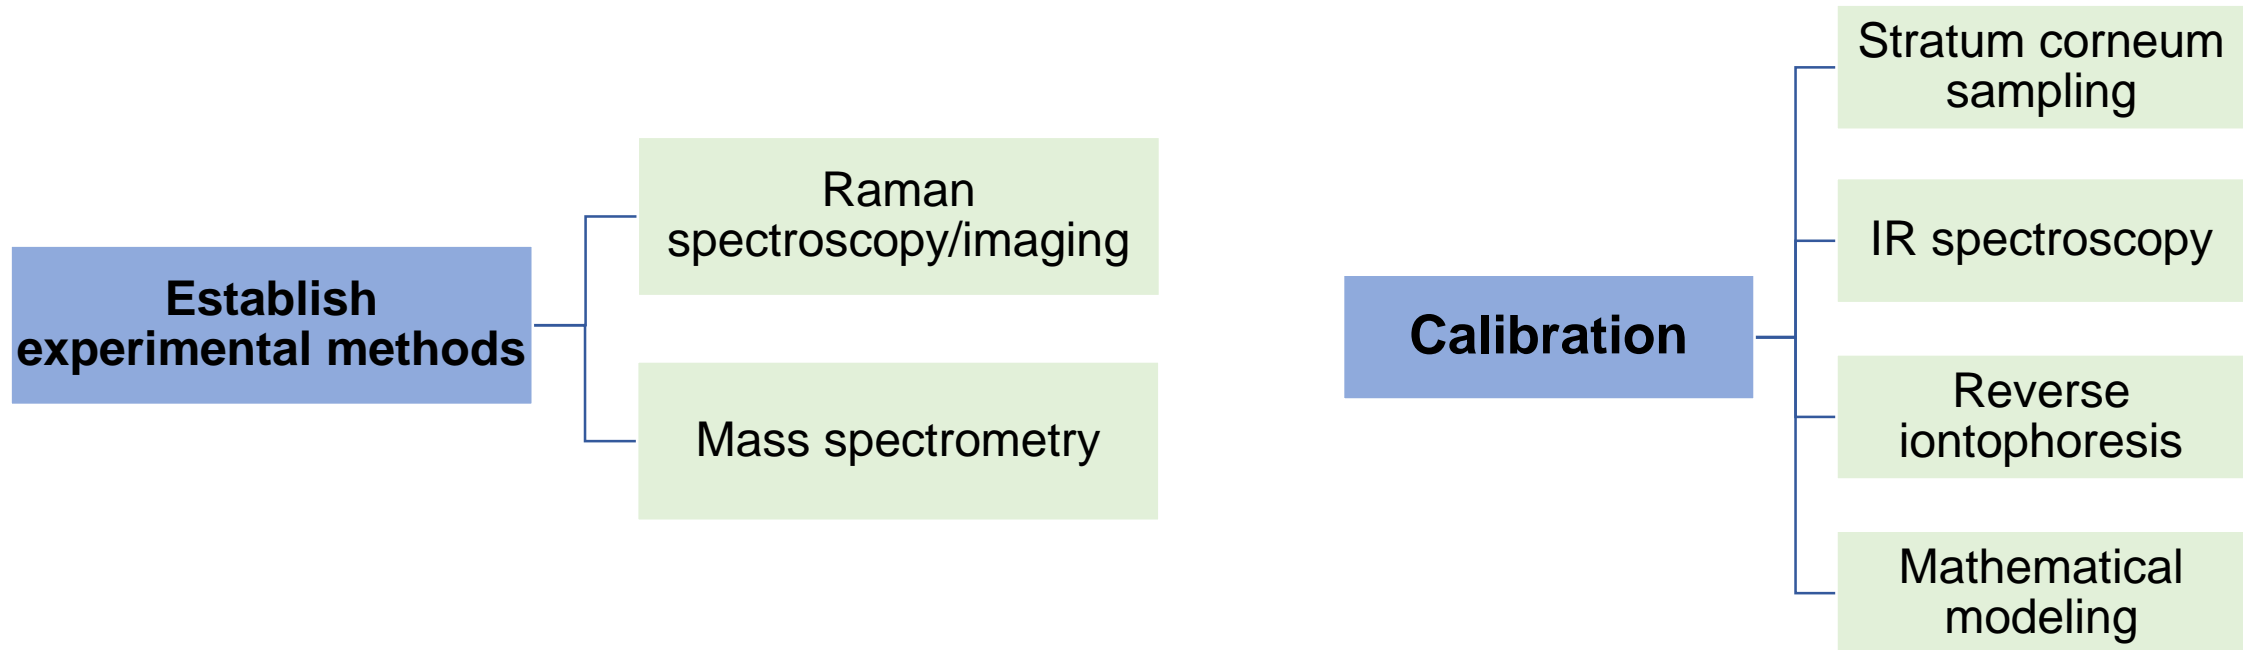 Establish
experimental methods
Raman
spectroscopy/imaging
Mass spectrometry
Calibration
Stratum corneum
sampling
IR spectroscopy
Reverse
iontophoresis
Mathematical
modeling